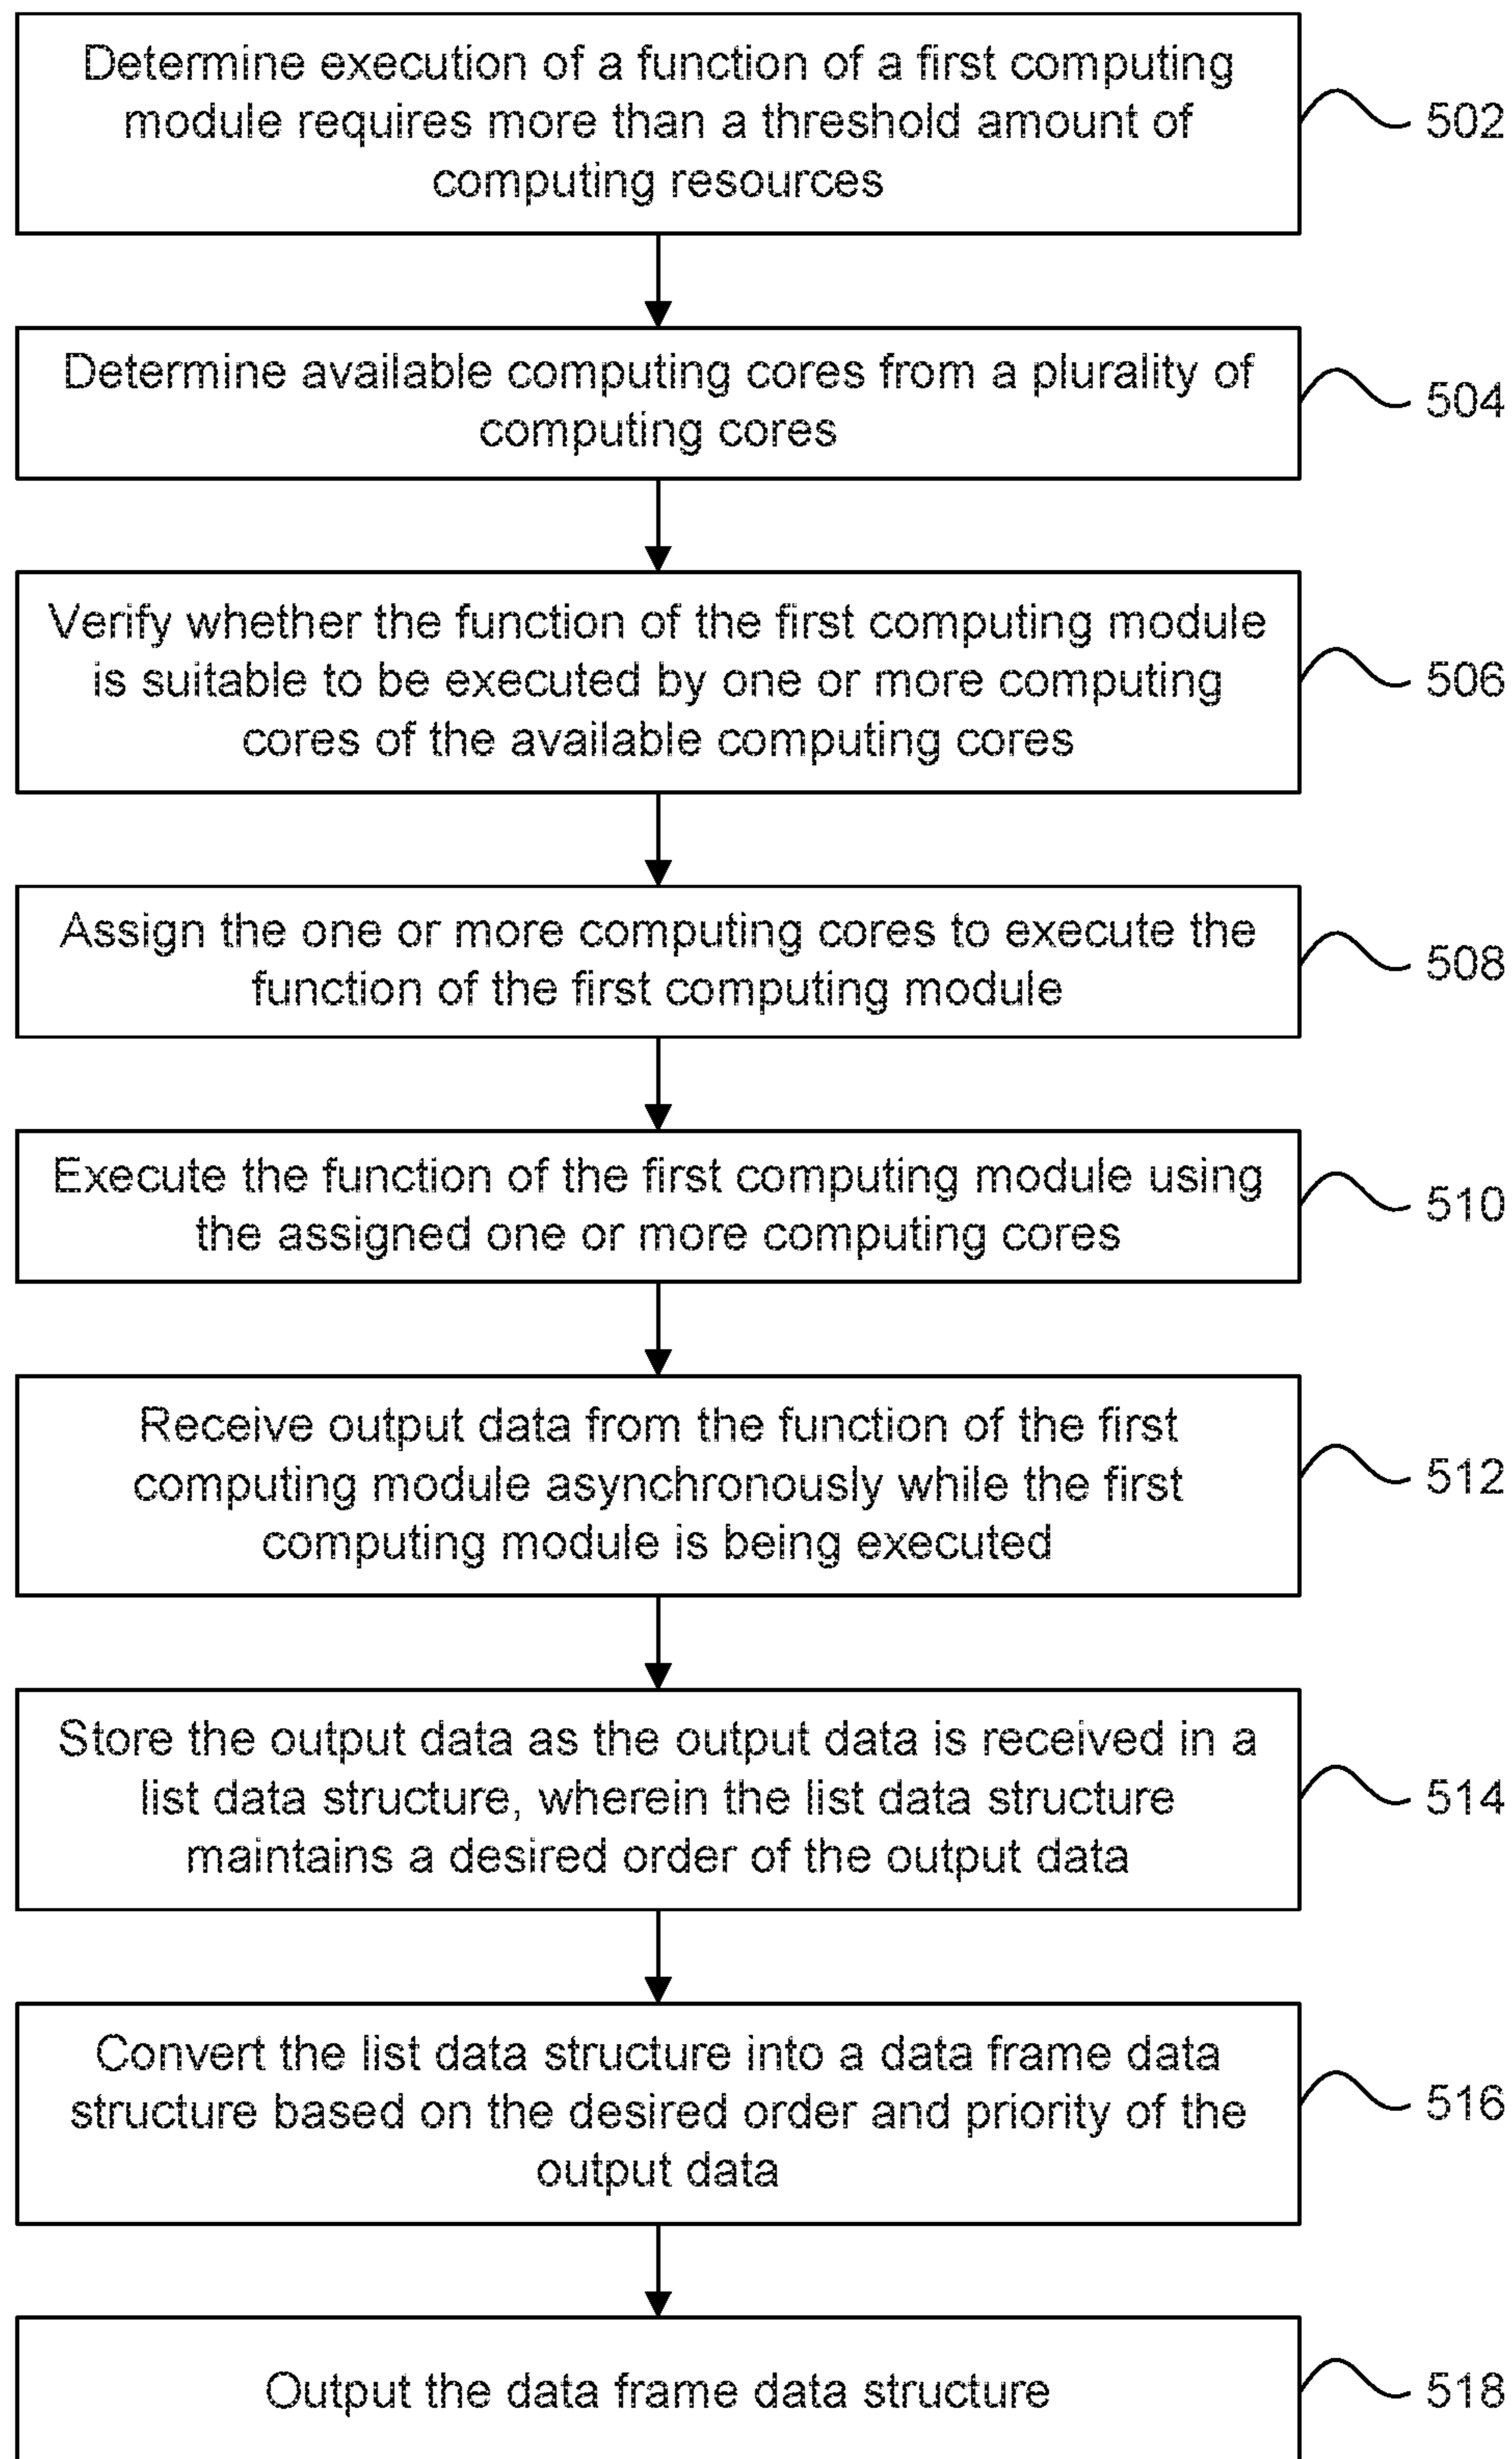 Determine execution of a function of a first computing
module requires more than a threshold amount of
computing resources
502
Determine available computing cores from a plurality of
computing cores
504
Verify whether the function of the first computing module
is suitable to be executed by one or more computing
cores of the available computing cores
506
Assign the one or more computing cores to execute the
function of the first computing module
508
Execute the function of the first computing module using
the assigned one or more computing cores
510
Receive output data from the function of the first
computing module asynchronously while the first
computing module is being executed
512
Store the output data as the output data is received in a
list data structure, wherein the list data structure
maintains a desired order of the output data
514
Convert the list data structure into a data frame data
structure based on the desired order and priority of the
output data
516
Output the data frame data structure
518